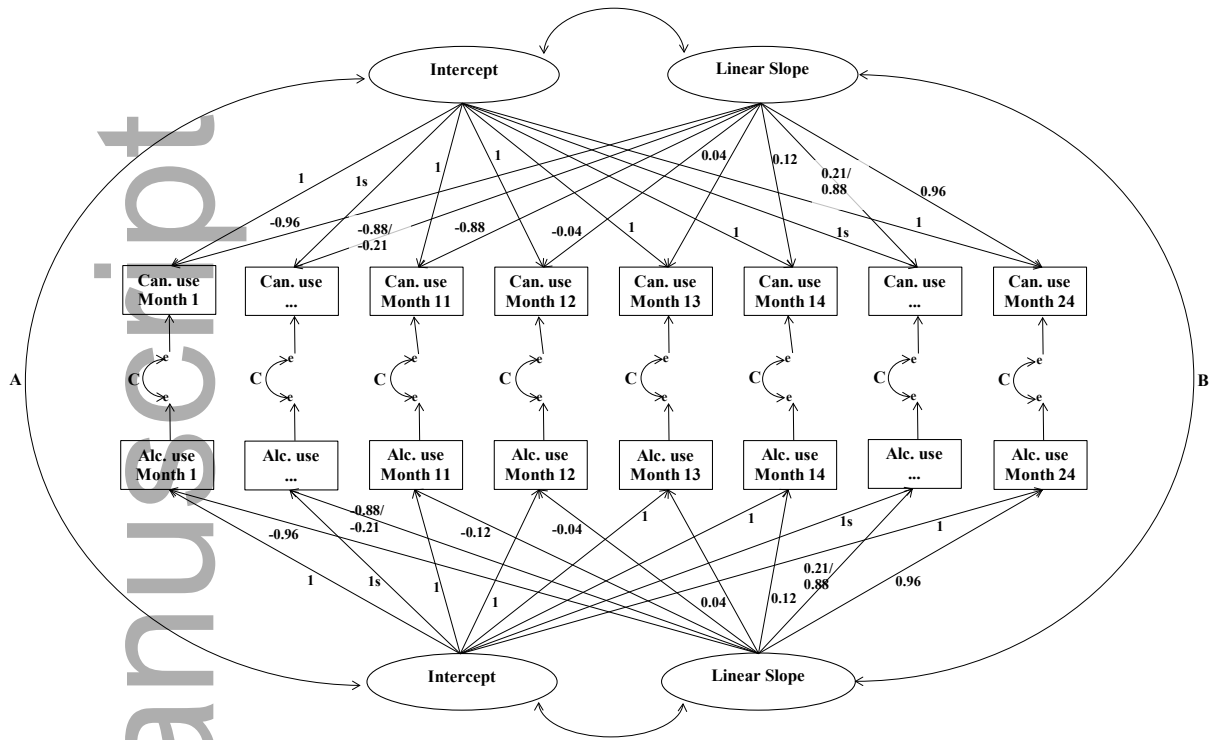 Intercept
Linear Slope
1
1s
1
1
0.04
0.12
0.21/
0.88
0.96
-0.96
-0.88/
-0.21
-0.88
-0.04
1
1
1s
1
Can. use
Month 1
Can. use
...
Can. use
Month 11
Can. use
Month 12
Can. use
Month 13
Can. use
Month 14
Can. use
...
Can. use
Month 24
e
e
e
e
e
e
e
e
A
C
C
C
C
C
C
C
C
B
e
e
e
e
e
e
e
e
Alc. use
Month 1
Alc. use
...
Alc. use
Month 11
Alc. use
Month 12
Alc. use
Month 13
Alc. use
Month 14
Alc. use
...
Alc. use
Month 24
-0.96
-0.88/
-0.21
-0.12
-0.04
1
1
1s
1
1
1s
1
1
0.04
0.12
0.21/
0.88
0.96
Intercept
Linear Slope
anuscript